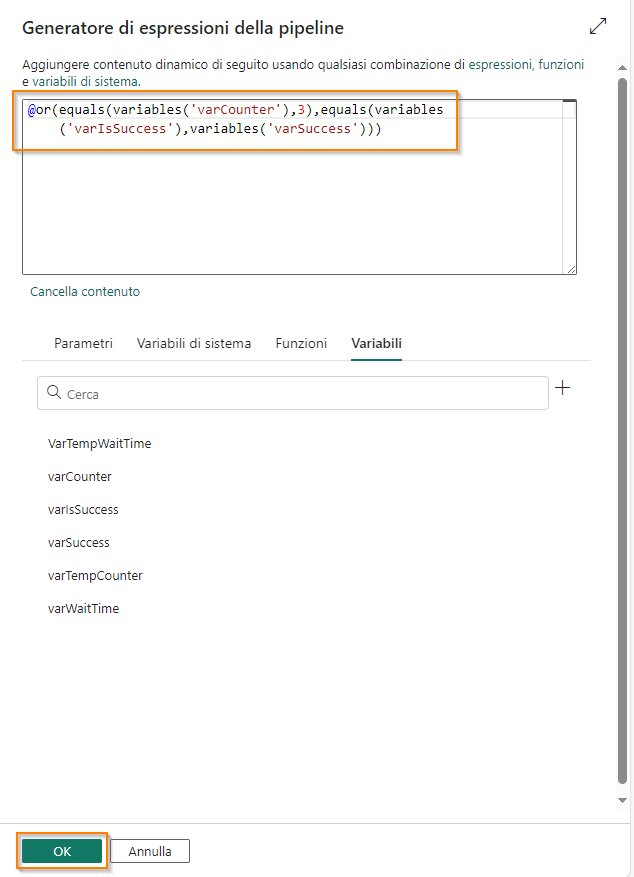 Generatore di espressioni della pipeline
Aggiungere contenuto dinamico di seguito usando qualsiasi combinazione di espressioni, funzioni
e variabili di sistema.
@or(equals(variables('varCounter'),3),equals(variables
('varIsSuccess'),variables('varSuccess')))
Cancella contenuto
Parametri Variabili di sistema Funzioni Variabili
Cerca
VarTempWaitTime
varCounter
varIsSuccess
varSuccess
varTempCounter
varWaitTime
OK Annulla